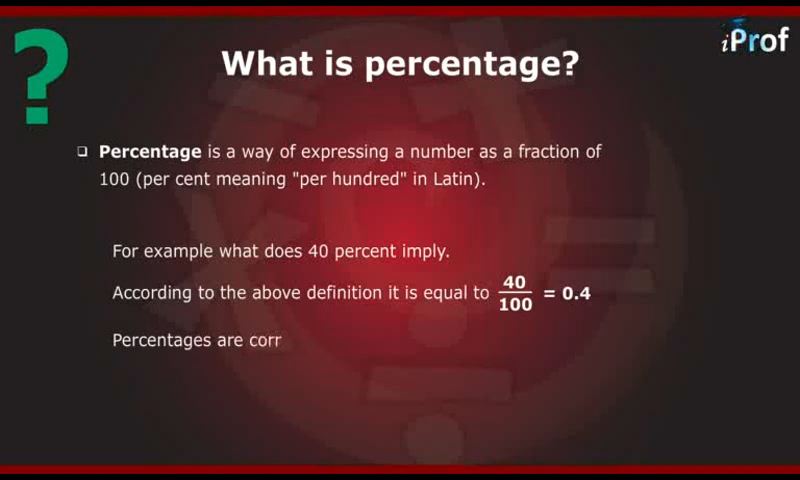 ?
iProf
What is percentage?
❑ Percentage is a way of expressing a number as a fraction of
100 (per cent meaning "per hundred" in Latin).
For example what does 40 percent imply.
According to the above definition it is equal to 40/100 = 0.4
Percentages are corr